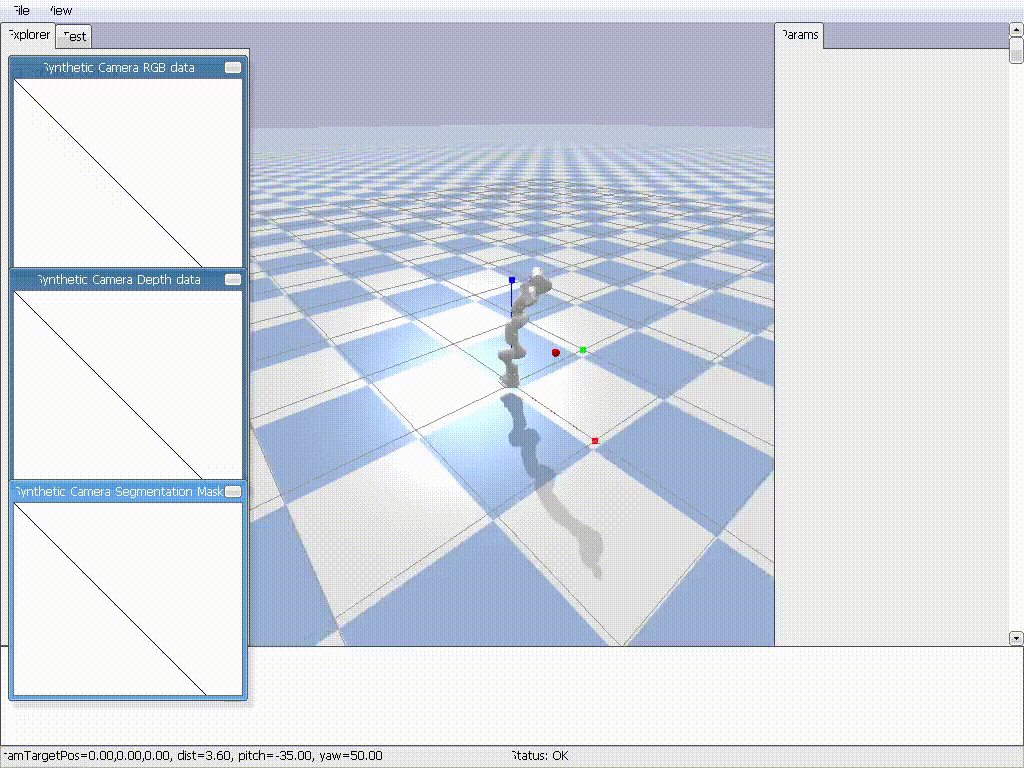 File View
Explorer Test Params
Synthetic Camera RGB data
Synthetic Camera Depth data
Synthetic Camera Segmentation Mask
camTargetPos=0.00,0.00,0.00, dist=3.60, pitch=-35.00, yaw=50.00 Status: OK